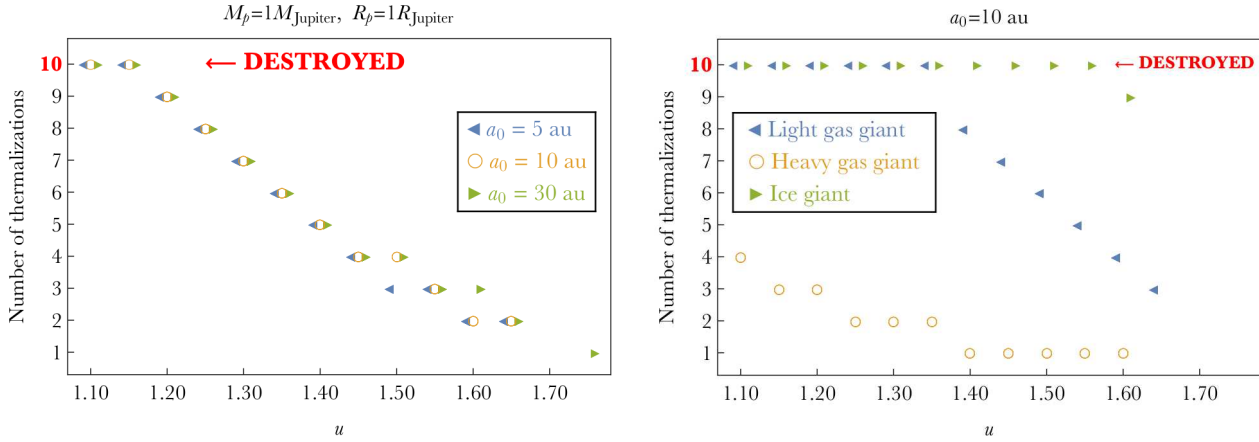 M_p=1M_Jupiter, R_p=1R_Jupiter
10
← DESTROYED
9
8
7
6
5
4
3
2
1
Number of thermalizations
a_0 = 5 au
a_0 = 10 au
a_0 = 30 au
1.10 1.20 1.30 1.40 1.50 1.60 1.70
u
a_0=10 au
10
← DESTROYED
9
8
7
6
5
4
3
2
1
Number of thermalizations
Light gas giant
Heavy gas giant
Ice giant
1.10 1.20 1.30 1.40 1.50 1.60 1.70
u